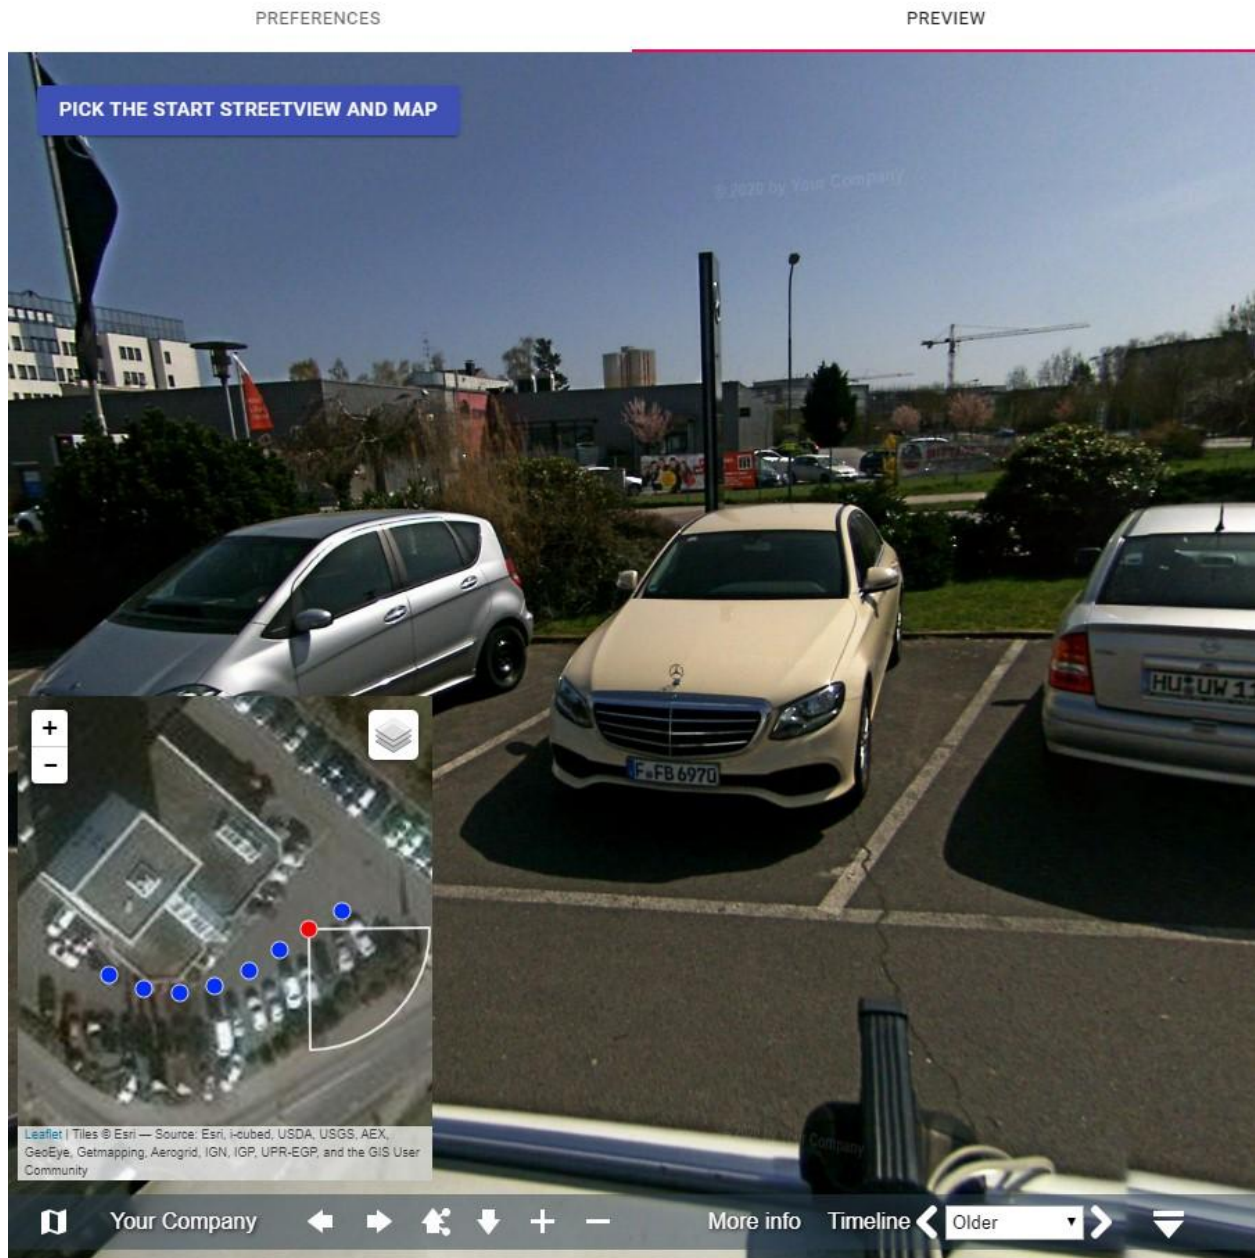 PREFERENCES PREVIEW
PICK THE START STREETVIEW AND MAP
© 2020 by Your Company
F FB 6970
HU UW
+
−
Leaflet | Tiles © Esri — Source: Esri, i-cubed, USDA, USGS, AEX,
GeoEye, Getmapping, Aerogrid, IGN, IGP, UPR-EGP, and the GIS User
Community
Company
Your Company + − More info Timeline Older